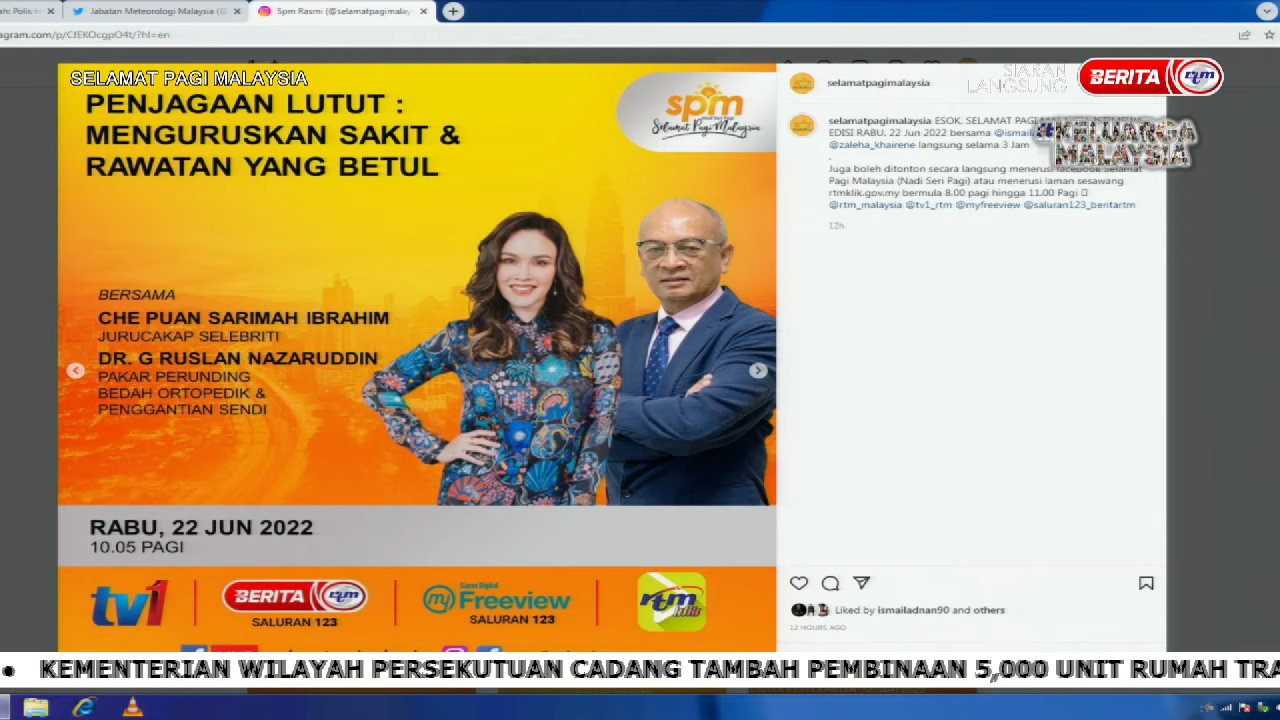 Jabatan Meteorologi Malaysia (
Spm Rasmi (@selamatpagimalay
agram.com/p/CfEKOcgpO4t/?hl=en
SELAMAT PAGI MALAYSIA
PENJAGAAN LUTUT :
MENGURUSKAN SAKIT &
RAWATAN YANG BETUL
spm
Selamat Pagi Malaysia
BERSAMA
CHE PUAN SARIMAH IBRAHIM
JURUCAKAP SELEBRITI
DR. G RUSLAN NAZARUDDIN
PAKAR PERUNDING
BEDAH ORTOPEDIK &
PENGGANTIAN SENDI
RABU, 22 JUN 2022
10.05 PAGI
tv1
BERITA rtm
SALURAN 123
my Freeview
SALURAN 123
rtm klik
selamatpagimalaysia
SIARAN
LANGSUNG
BERITA rtm
selamatpagimalaysia ESOK. SELAMAT PAGI
EDISI RABU, 22 Jun 2022 bersama @ismail
@zaleha_khairene langsung selama 3 Jam
.
#KELUARGA
MALAYSIA
Juga boleh ditonton secara langsung menerusi facebook Selamat
Pagi Malaysia (Nadi Seri Pagi) atau menerusi laman sesawang
rtmklik.gov.my bermula 8.00 pagi hingga 11.00 Pagi
@rtm_malaysia @tv1_rtm @myfreeview @saluran123_beritartm
12h
Liked by ismailadnan90 and others
12 HOURS AGO
• KEMENTERIAN WILAYAH PERSEKUTUAN CADANG TAMBAH PEMBINAAN 5,000 UNIT RUMAH TRA